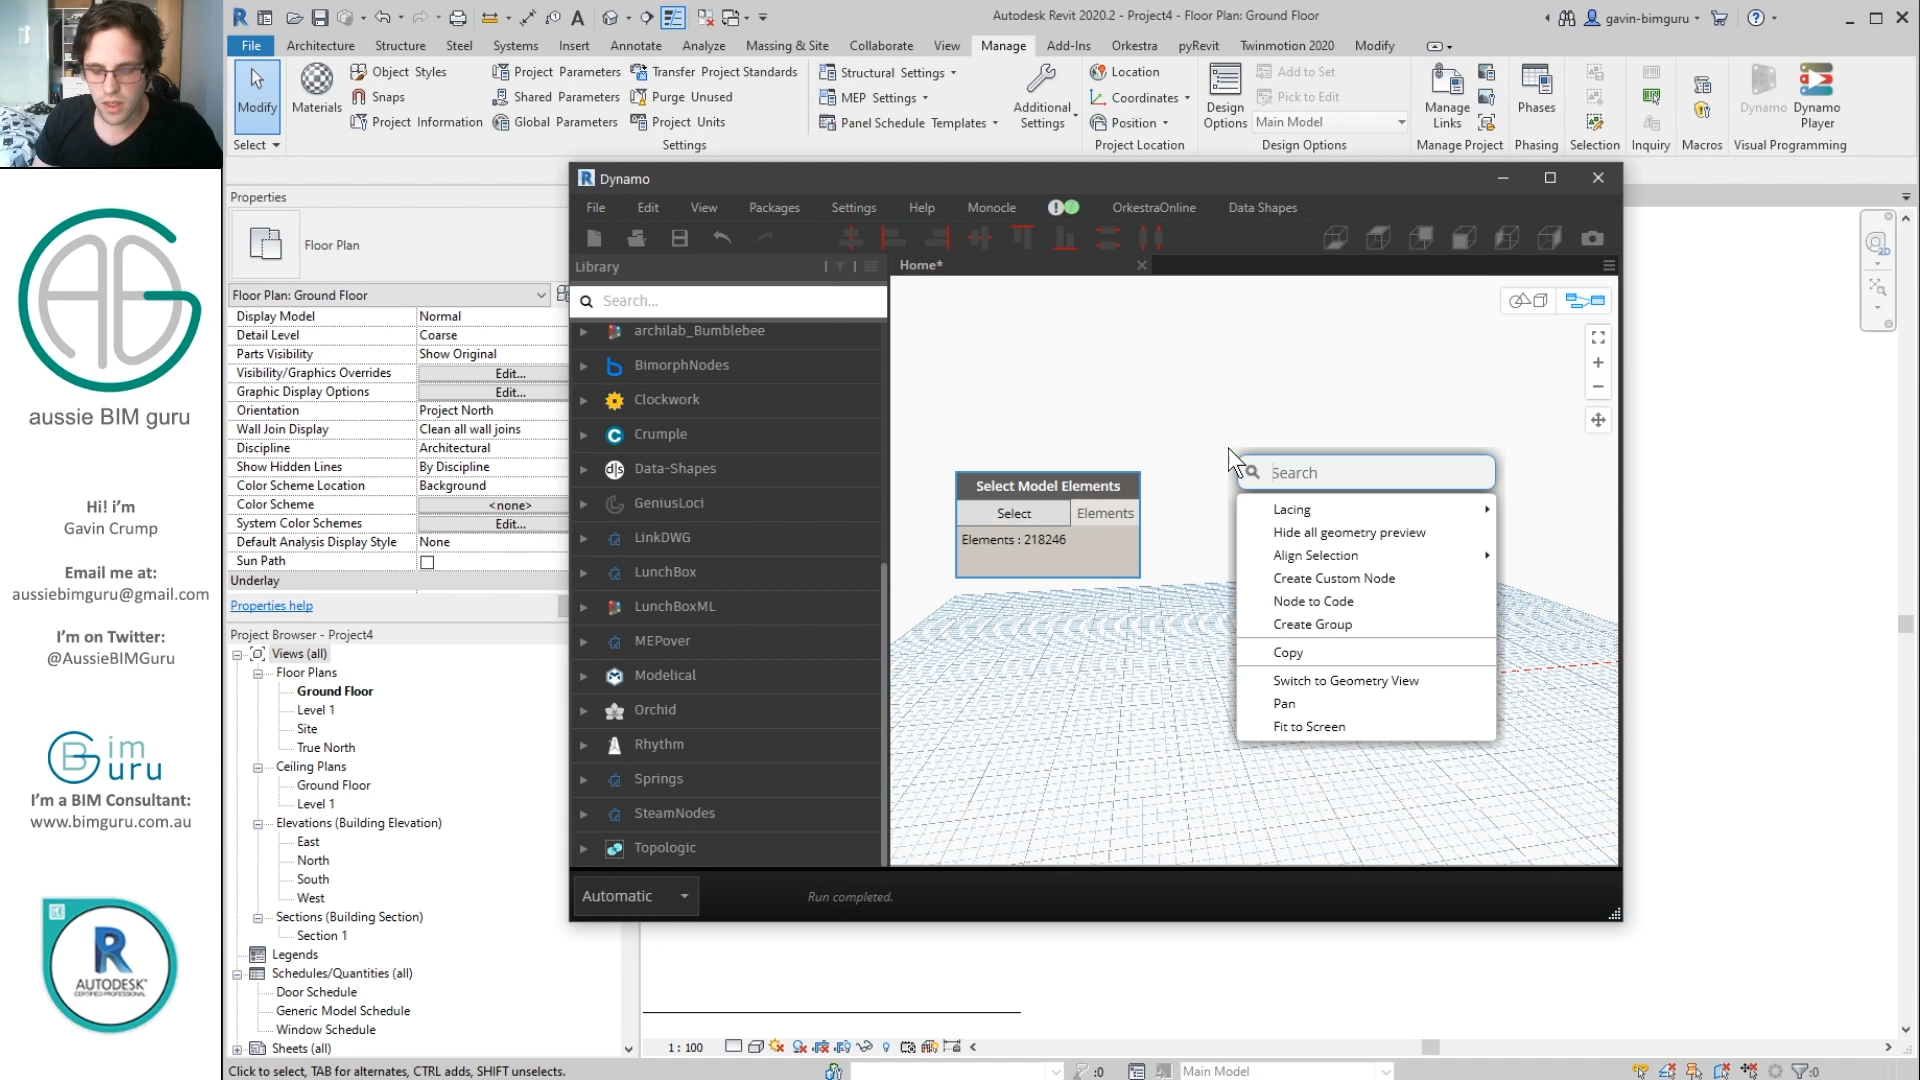 Autodesk Revit 2020.2 - Project4 - Floor Plan: Ground Floor
gavin-bimguru
File Architecture Structure Steel Systems Insert Annotate Analyze Massing & Site Collaborate View Manage Add-Ins Orkestra pyRevit Twinmotion 2020 Modify
Modify
Select
Materials
Object Styles
Snaps
Project Information
Project Parameters
Shared Parameters
Global Parameters
Transfer Project Standards
Purge Unused
Project Units
Settings
Structural Settings
MEP Settings
Panel Schedule Templates
Additional Settings
Location
Coordinates
Position
Project Location
Design Options
Add to Set
Pick to Edit
Main Model
Design Options
Manage Links
Manage Project
Phases
Phasing
Selection
Inquiry
Macros
Dynamo
Dynamo Player
Visual Programming
aussie BIM guru
Hi! i'm
Gavin Crump
Email me at:
aussiebimguru@gmail.com
I'm on Twitter:
@AussieBIMGuru
Bim
Guru
I'm a BIM Consultant:
www.bimguru.com.au
R
AUTODESK
CERTIFIED PROFESSIONAL
Properties
Floor Plan
Floor Plan: Ground Floor
Display Model Normal
Detail Level Coarse
Parts Visibility Show Original
Visibility/Graphics Overrides Edit...
Graphic Display Options Edit...
Orientation Project North
Wall Join Display Clean all wall joins
Discipline Architectural
Show Hidden Lines By Discipline
Color Scheme Location Background
Color Scheme <none>
System Color Schemes Edit...
Default Analysis Display Style None
Sun Path
Underlay
Properties help
Project Browser - Project4
Views (all)
Floor Plans
Ground Floor
Level 1
Site
True North
Ceiling Plans
Ground Floor
Level 1
Elevations (Building Elevation)
East
North
South
West
Sections (Building Section)
Section 1
Legends
Schedules/Quantities (all)
Door Schedule
Generic Model Schedule
Window Schedule
Sheets (all)
Dynamo
File Edit View Packages Settings Help Monocle OrkestraOnline Data Shapes
Library
Home*
Search...
archilab_Bumblebee
BimorphNodes
Clockwork
Crumple
Data-Shapes
GeniusLoci
LinkDWG
LunchBox
LunchBoxML
MEPover
Modelical
Orchid
Rhythm
Springs
SteamNodes
Topologic
Select Model Elements
Select Elements
Elements : 218246
Search
Lacing
Hide all geometry preview
Align Selection
Create Custom Node
Node to Code
Create Group
Copy
Switch to Geometry View
Pan
Fit to Screen
Automatic
Run completed.
1 : 100
Click to select, TAB for alternates, CTRL adds, SHIFT unselects.
:0
Main Model
:0